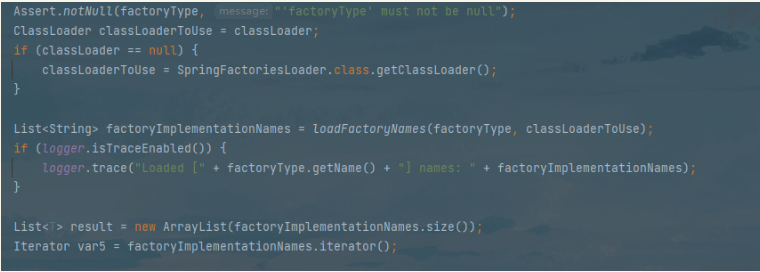 Assert.notNull(factoryType, message: "'factoryType' must not be null");
ClassLoader classLoaderToUse = classLoader;
if (classLoader == null) {
classLoaderToUse = SpringFactoriesLoader.class.getClassLoader();
}
List<String> factoryImplementationNames = loadFactoryNames(factoryType, classLoaderToUse);
if (logger.isTraceEnabled()) {
logger.trace("Loaded [" + factoryType.getName() + "] names: " + factoryImplementationNames);
}
List<T> result = new ArrayList(factoryImplementationNames.size());
Iterator var5 = factoryImplementationNames.iterator();